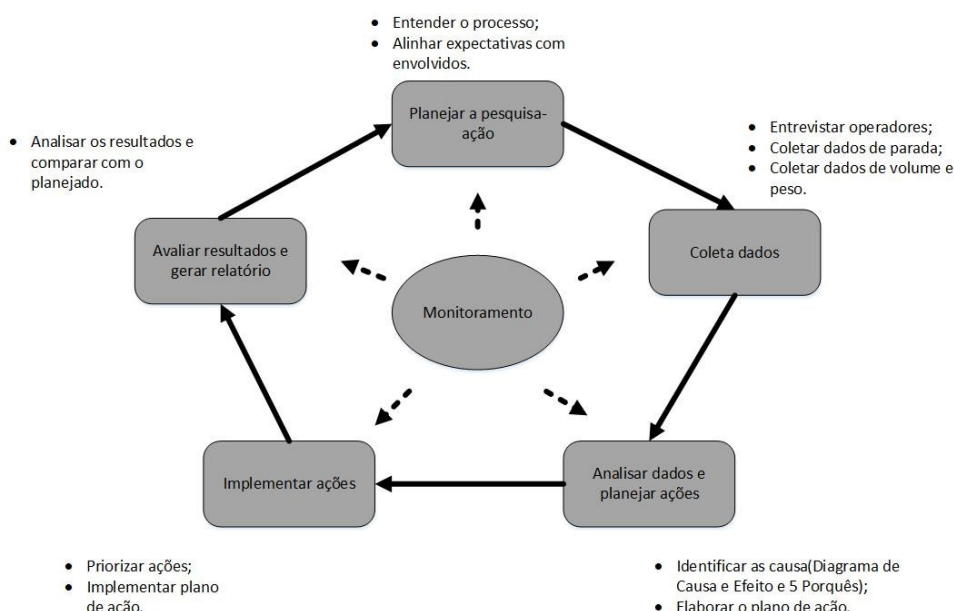 • Entender o processo;
• Alinhar expectativas com
envolvidos.
Planejar a pesquisa-
ação
• Entrevistar operadores;
• Coletar dados de parada;
• Coletar dados de volume e
peso.
Coleta dados
Analisar dados e
planejar ações
• Identificar as causa(Diagrama de
Causa e Efeito e 5 Porquês);
• Elaborar o plano de ação.
Implementar ações
• Priorizar ações;
• Implementar plano
de ação.
Avaliar resultados e
gerar relatório
• Analisar os resultados e
comparar com o
planejado.
Monitoramento